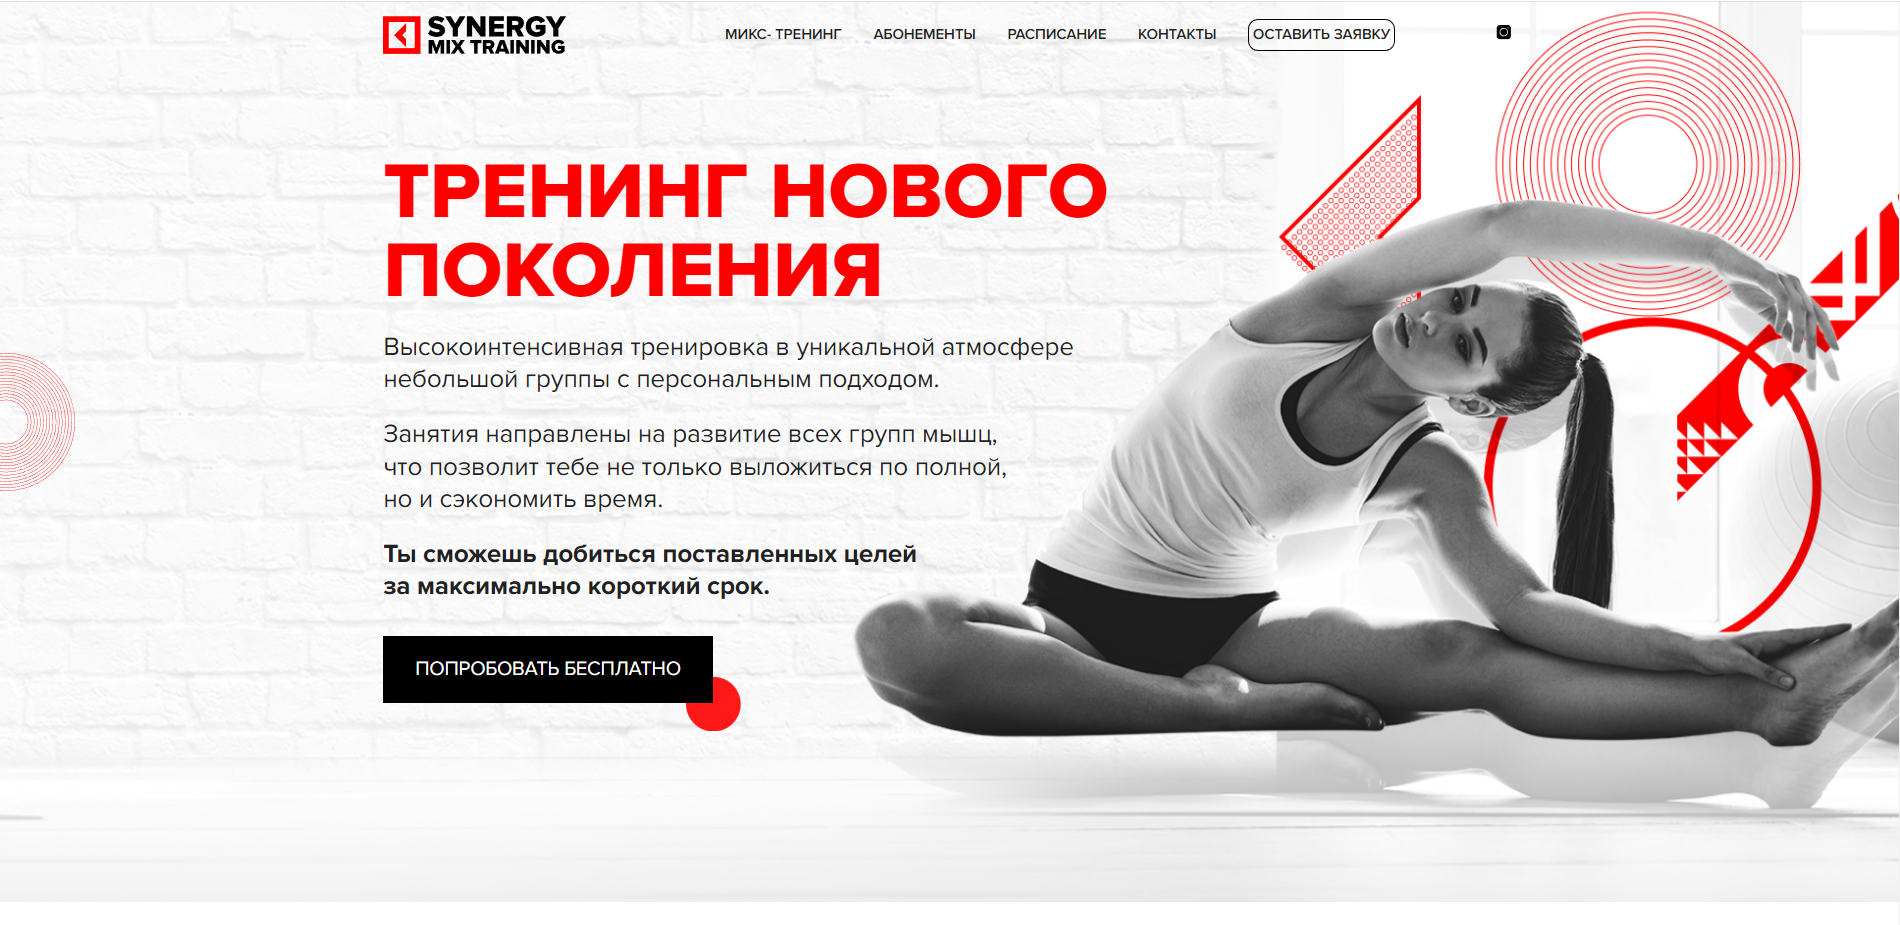 SYNERGY
MIX TRAINING
МИКС- ТРЕНИНГ
АБОНЕМЕНТЫ
РАСПИСАНИЕ
КОНТАКТЫ
ОСТАВИТЬ ЗАЯВКУ
ТРЕНИНГ НОВОГО
ПОКОЛЕНИЯ
Высокоинтенсивная тренировка в уникальной атмосфере
небольшой группы с персональным подходом.
Занятия направлены на развитие всех групп мышц,
что позволит тебе не только выложиться по полной,
но и сэкономить время.
Ты сможешь добиться поставленных целей
за максимально короткий срок.
ПОПРОБОВАТЬ БЕСПЛАТНО